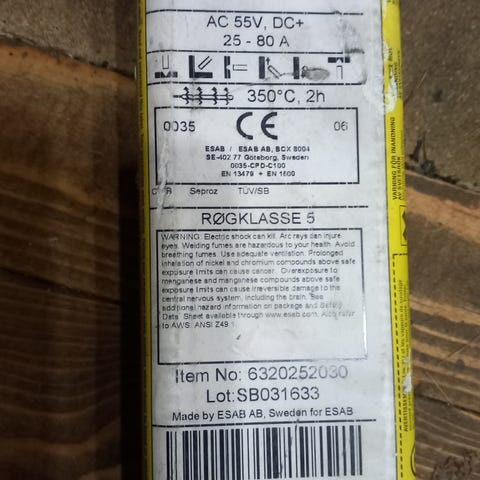 AC 55V, DC+
25 - 80 A
350°C, 2h
0035 CE 06
ESAB / ESAB AB, BOX 8004
SE-402 77 Göteborg, Sweden
0035-CPD-C100
EN 13479 + EN 1600
Seproz TÜV/SB
RØGKLASSE 5
WARNING: Electric shock can kill. Arc rays can injure
eyes. Welding fumes are hazardous to your health. Avoid
breathing fumes. Use adequate ventilation. Prolonged
inhalation of nickel and chromium compounds above safe
exposure limits can cause cancer. Overexposure to
manganese and manganese compounds above safe
exposure limits can cause irreversible damage to the
central nervous system, including the brain. See
additional hazard information on package and Safety
Data Sheet available through www.esab.com. Also refer
to AWS: ANSI Z49.1
Item No: 6320252030
Lot:SB031633
Made by ESAB AB, Sweden for ESAB
VARNING FÖR INANDNING
AV SVETSRÖK